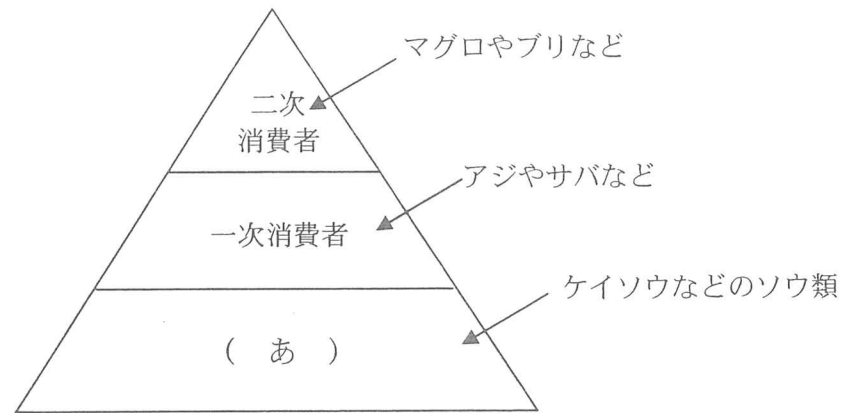 マグロやブリなど
二次
消費者
アジやサバなど
一次消費者
ケイソウなどのソウ類
( あ )